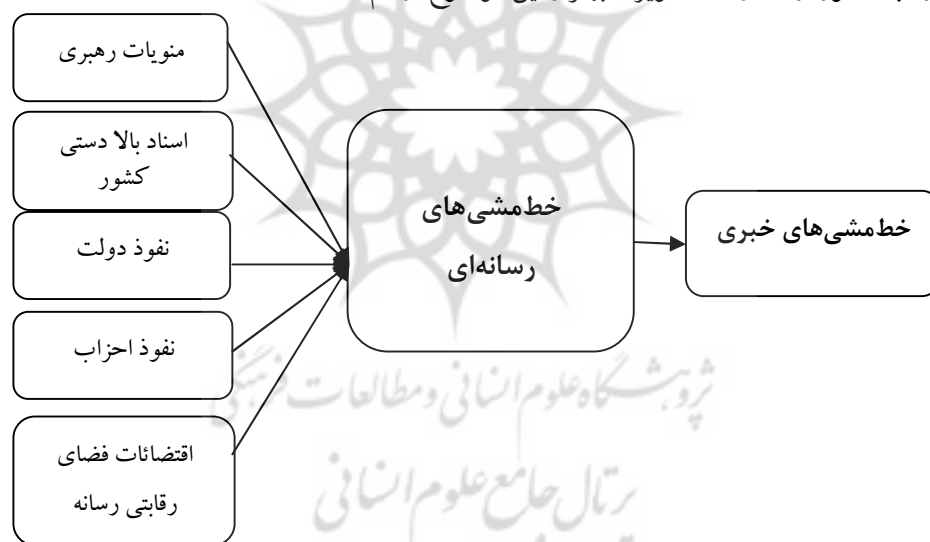 منویات رهبری
اسناد بالا دستی
کشور
نفوذ دولت
نفوذ احزاب
اقتضائات فضای
رقابتی رسانه
خط‌مشی‌های
رسانه‌ای
خط‌مشی‌های خبری
پژوهشگاه علوم انسانی و مطالعات فرهنگی
پرتال جامع علوم انسانی